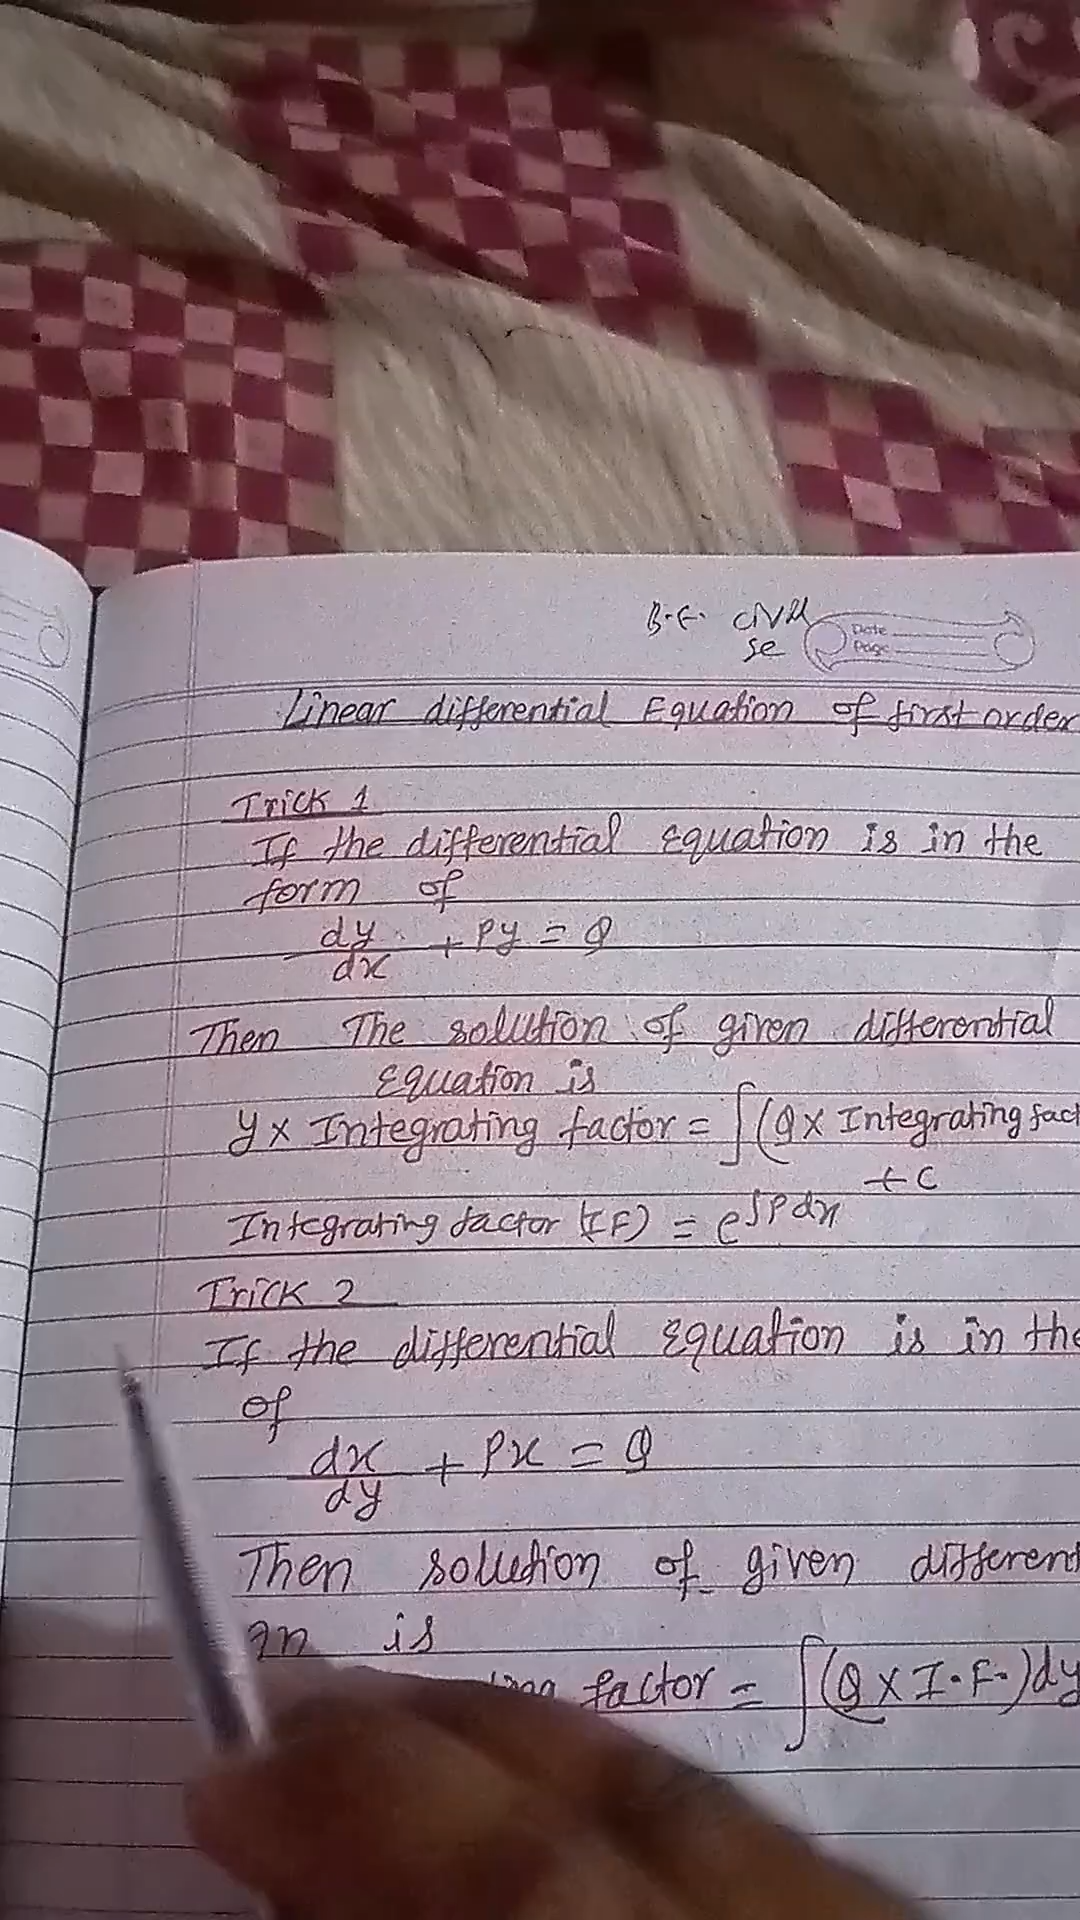 B.E. civil
se
Date
Page
Linear differential Equation of first order
Trick 1
If the differential Equation is in the
form of
dy/dx + Py = Q
Then The solution of given differential
Equation is
y x Integrating factor = ∫(Q x Integrating fact
+ C
Integrating factor (IF) = e^∫Pdx
Trick 2
If the differential Equation is in the
of
dx/dy + Px = Q
Then solution of given different
is
factor = ∫(Q x I.F.)dy